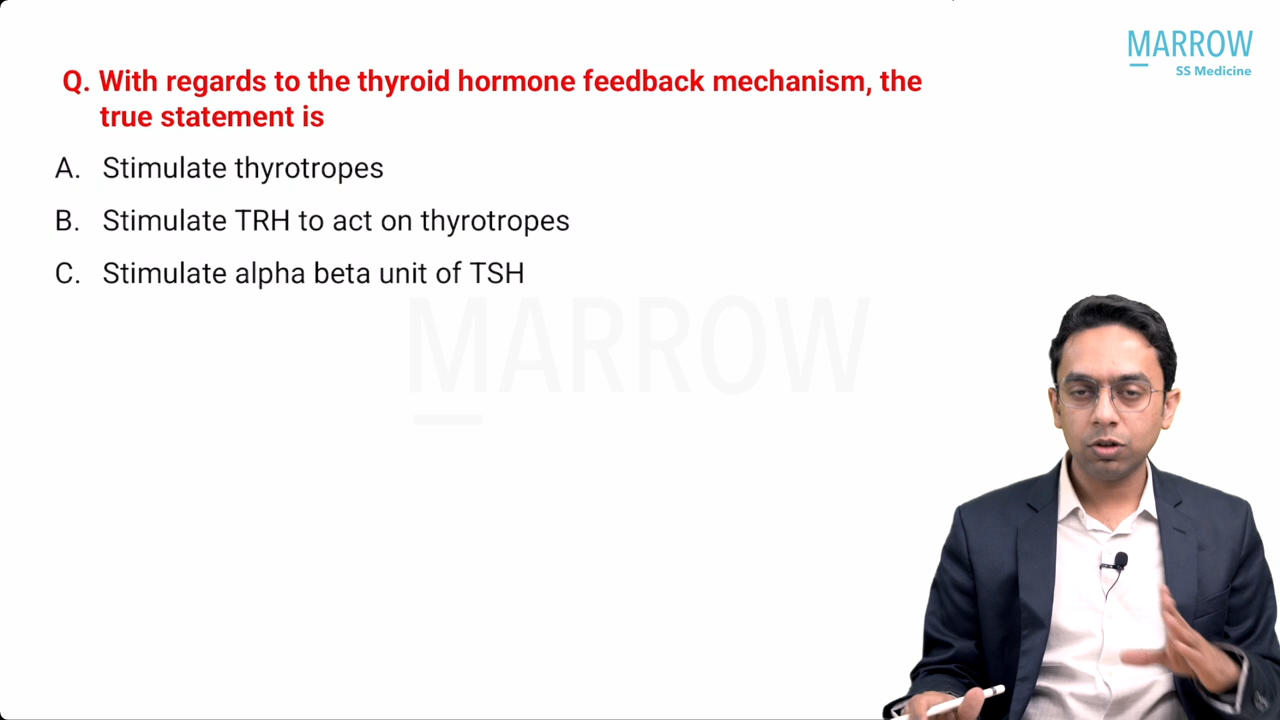 MARROW
SS Medicine
Q. With regards to the thyroid hormone feedback mechanism, the
true statement is
A. Stimulate thyrotropes
B. Stimulate TRH to act on thyrotropes
C. Stimulate alpha beta unit of TSH
MARROW